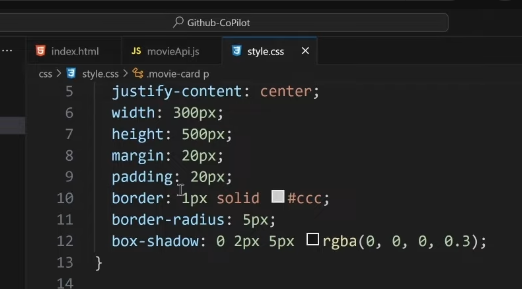 Github-CoPilot
... index.html JS movieApi.js style.css ×
css > style.css > .movie-card p
5 justify-content: center;
6 width: 300px;
7 height: 500px;
8 margin: 20px;
9 padding: 20px;
10 border: 1px solid #ccc;
11 border-radius: 5px;
12 box-shadow: 0 2px 5px rgba(0, 0, 0, 0.3);
13 }
14